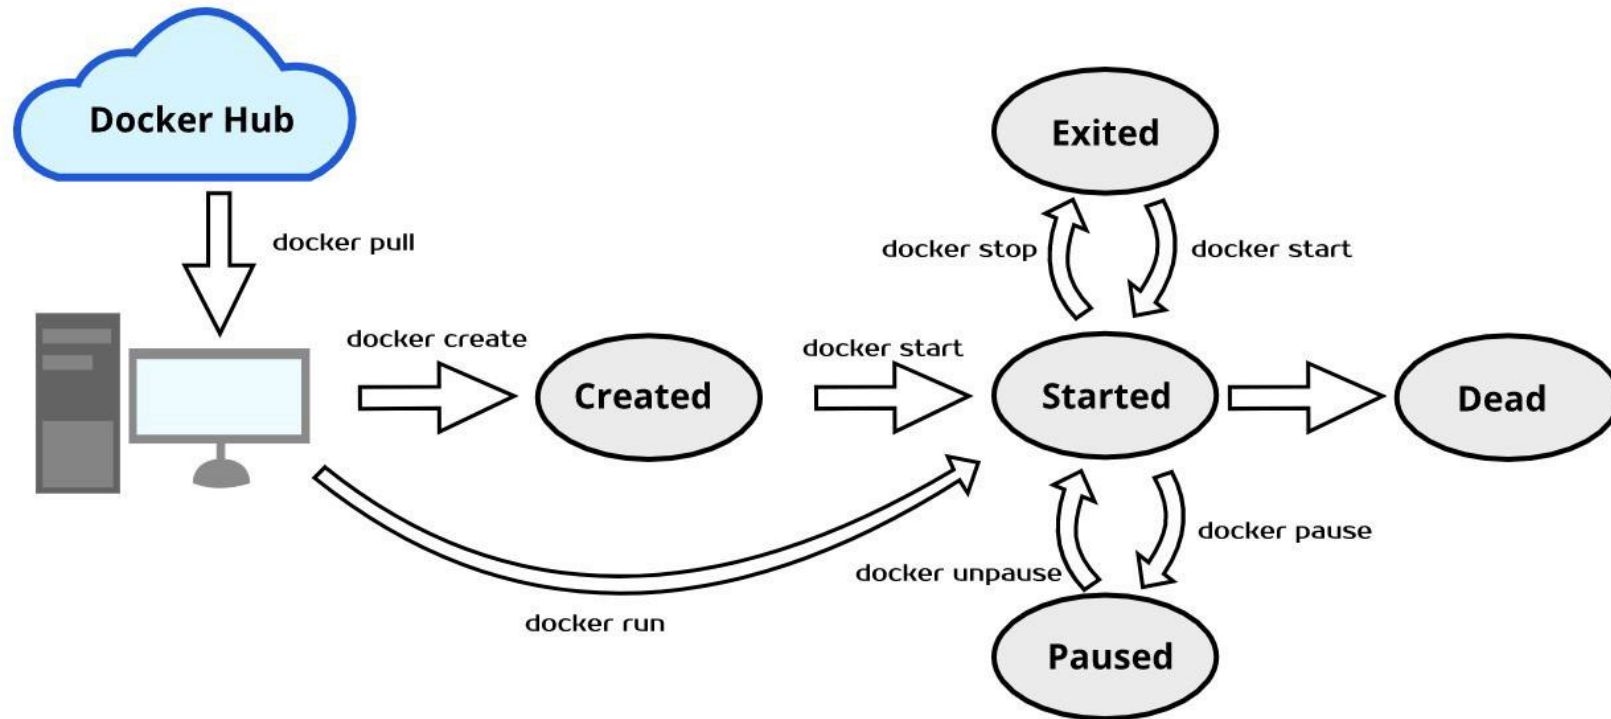 Docker Hub
docker pull
docker create
Created
docker start
docker run
Exited
docker stop
docker start
Started
Dead
docker pause
docker unpause
Paused